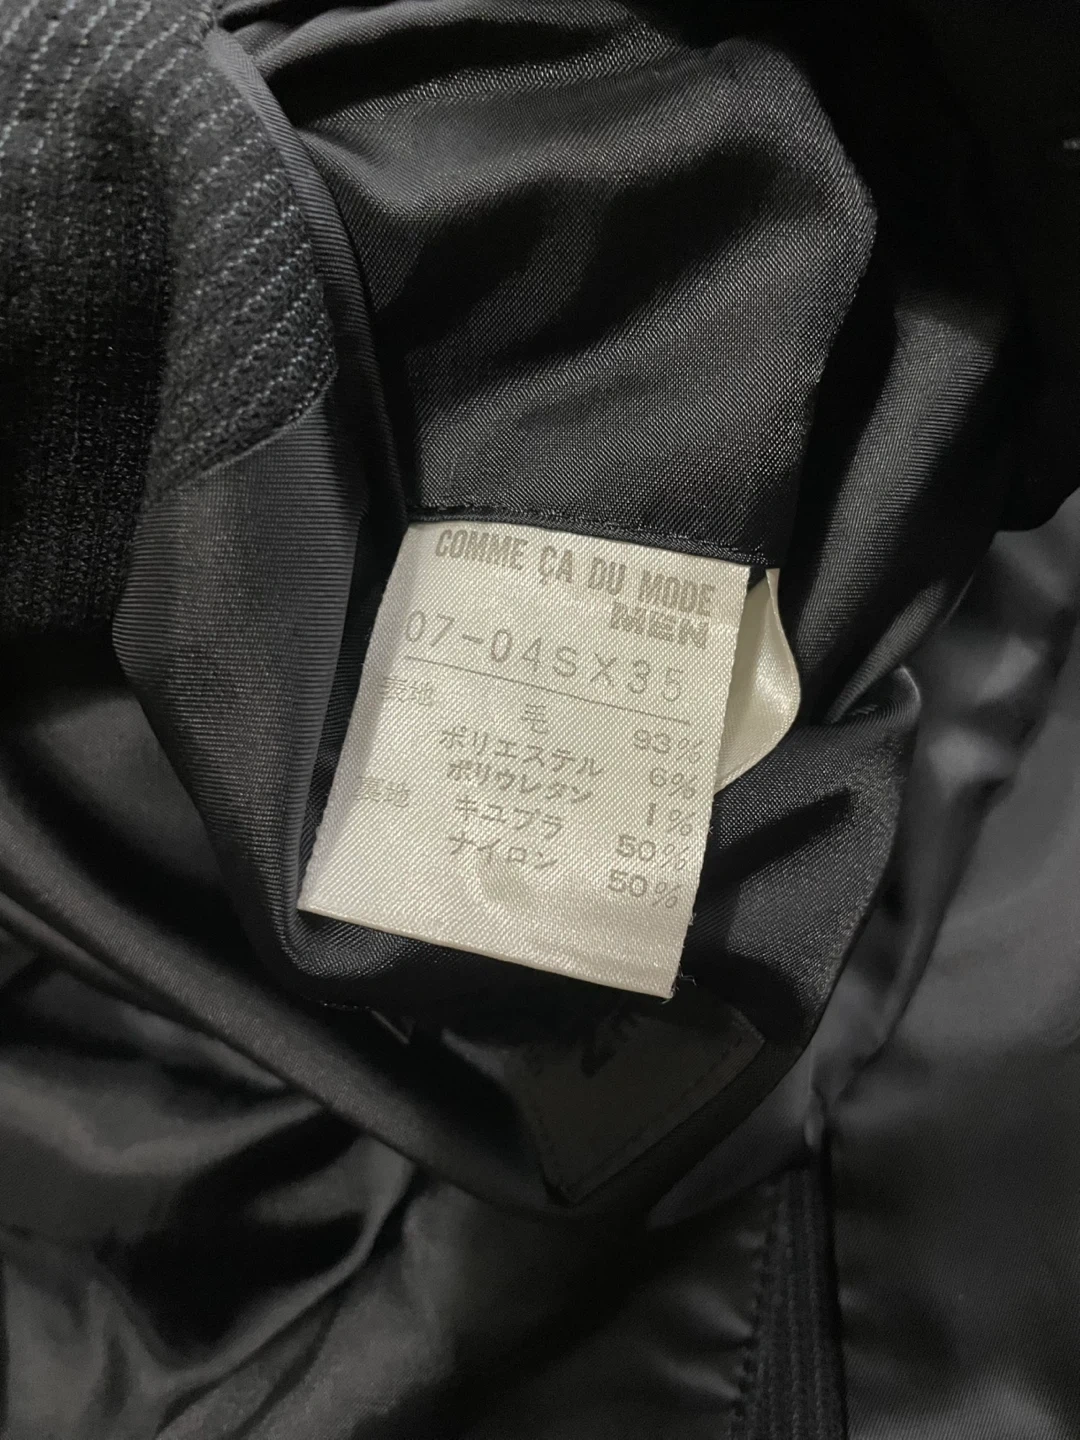 COMME ÇA DU MODE
MEN
07-04SX35
表地 毛 93%
ポリエステル 6%
ポリウレタン 1%
裏地 キユプラ 50%
ナイロン 50%